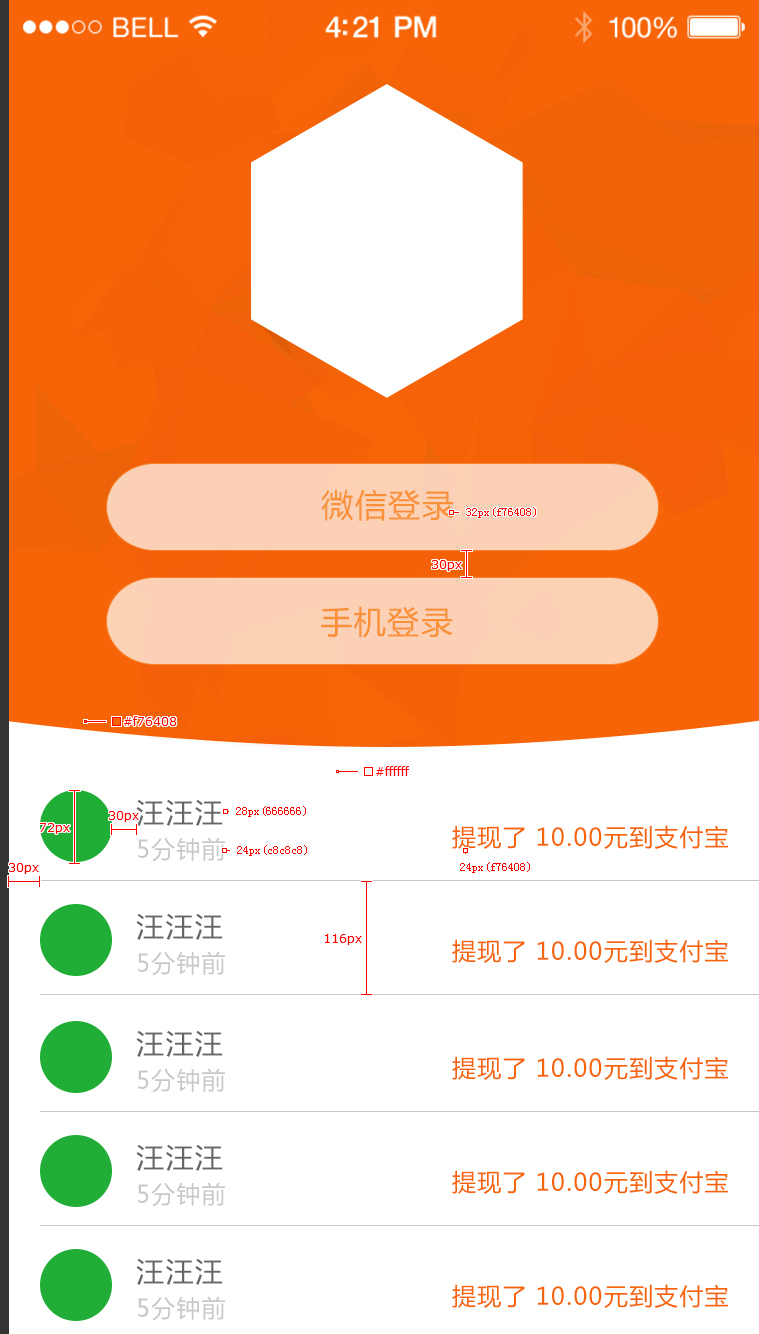 BELL 4:21 PM 100%
微信登录
32px (f76408)
30px
手机登录
#f76408
#ffffff
汪汪汪
28px (666666)
72px
30px
5分钟前
24px (c8c8c8)
提现了 10.00元到支付宝
24px (f76408)
30px
汪汪汪
116px
5分钟前
提现了 10.00元到支付宝
汪汪汪
5分钟前
提现了 10.00元到支付宝
汪汪汪
5分钟前
提现了 10.00元到支付宝
汪汪汪
5分钟前
提现了 10.00元到支付宝